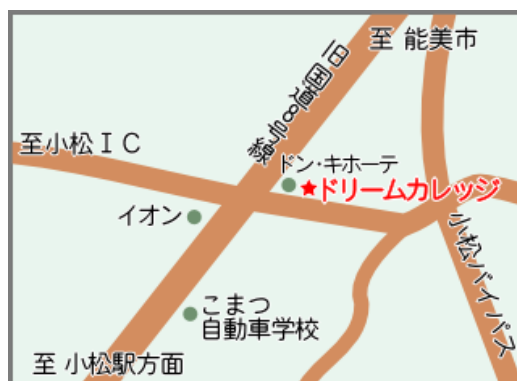 至 能美市
旧国道8号線
至小松IC
ドン・キホーテ
★ドリームカレッジ
イオン
小松バイパス
こまつ
自動車学校
至 小松駅方面